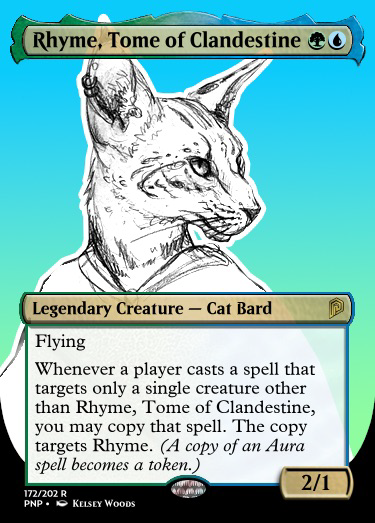 Rhyme, Tome of Clandestine
Legendary Creature — Cat Bard
Flying
Whenever a player casts a spell that
targets only a single creature other
than Rhyme, Tome of Clandestine,
you may copy that spell. The copy
targets Rhyme. (A copy of an Aura
spell becomes a token.)
2/1
172/202 R
PNP • Kelsey Woods